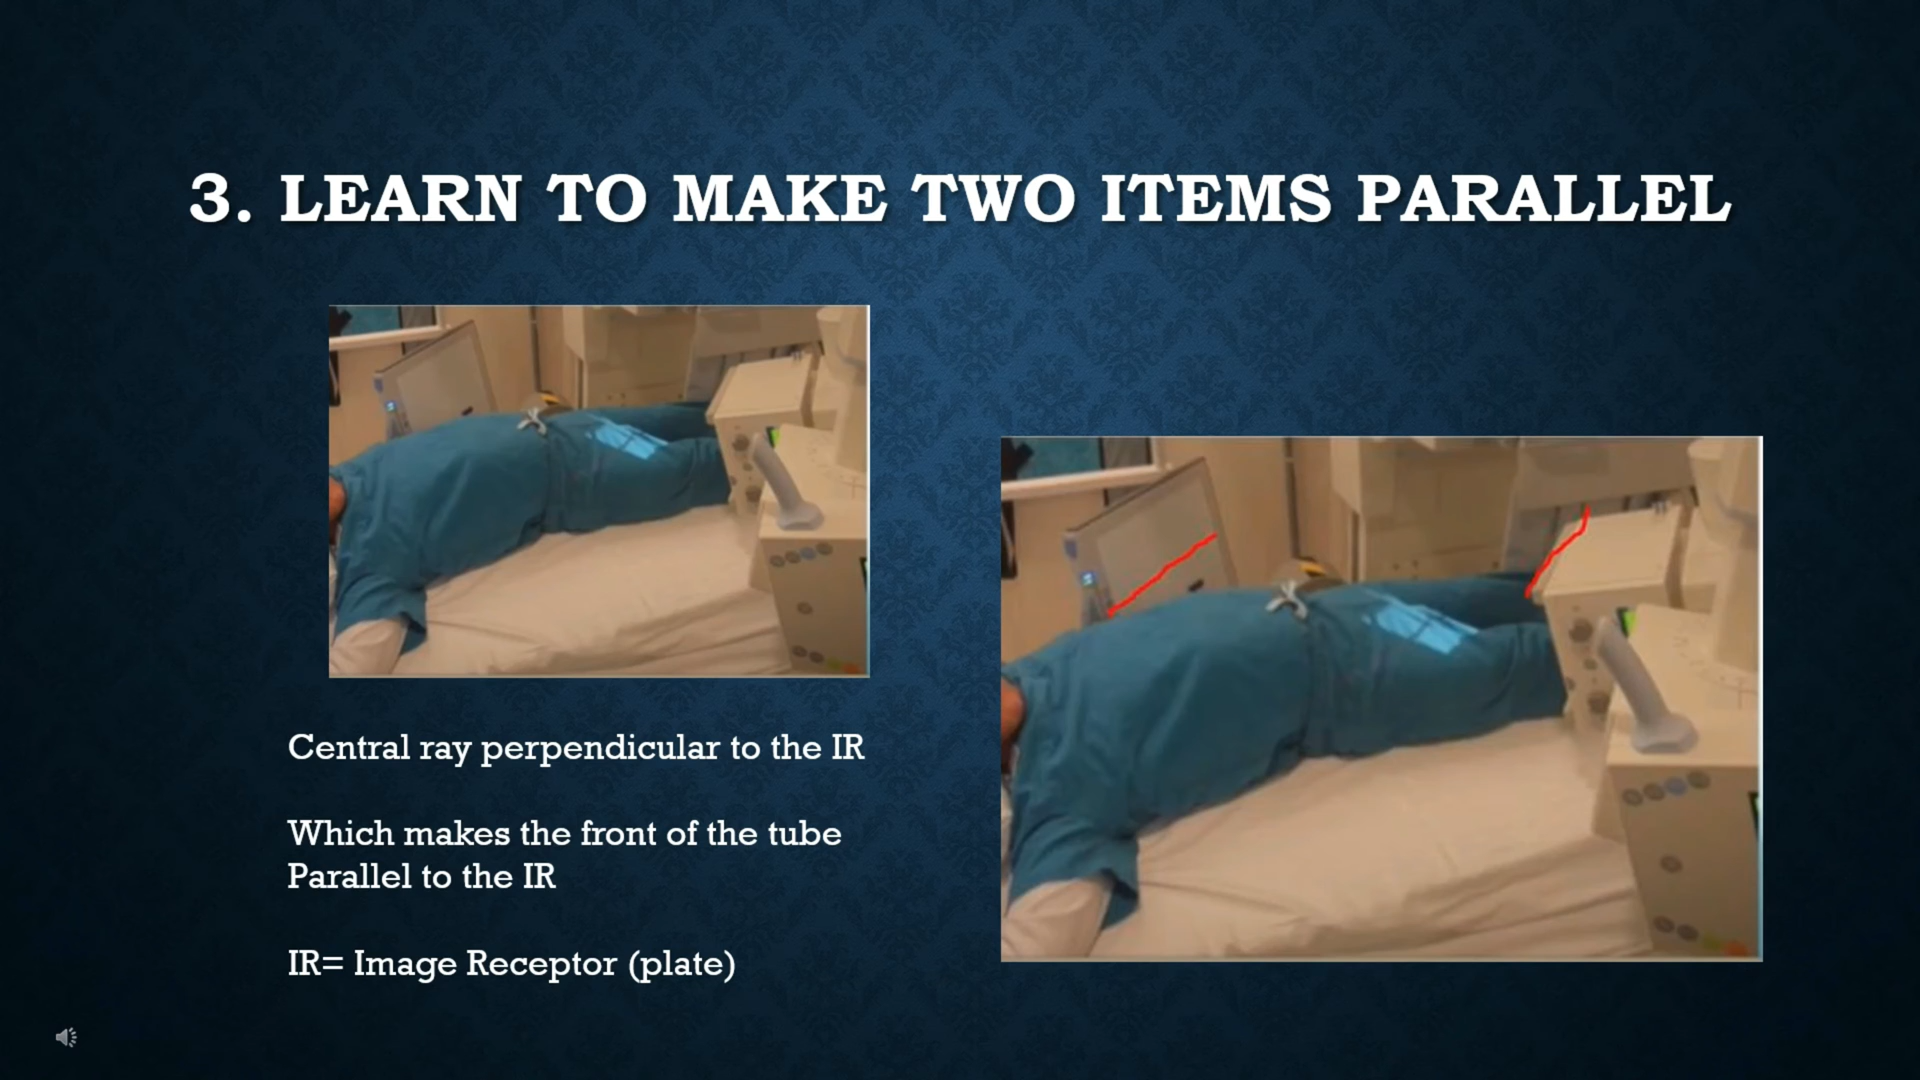 3. LEARN TO MAKE TWO ITEMS PARALLEL
Central ray perpendicular to the IR
Which makes the front of the tube
Parallel to the IR
IR= Image Receptor (plate)